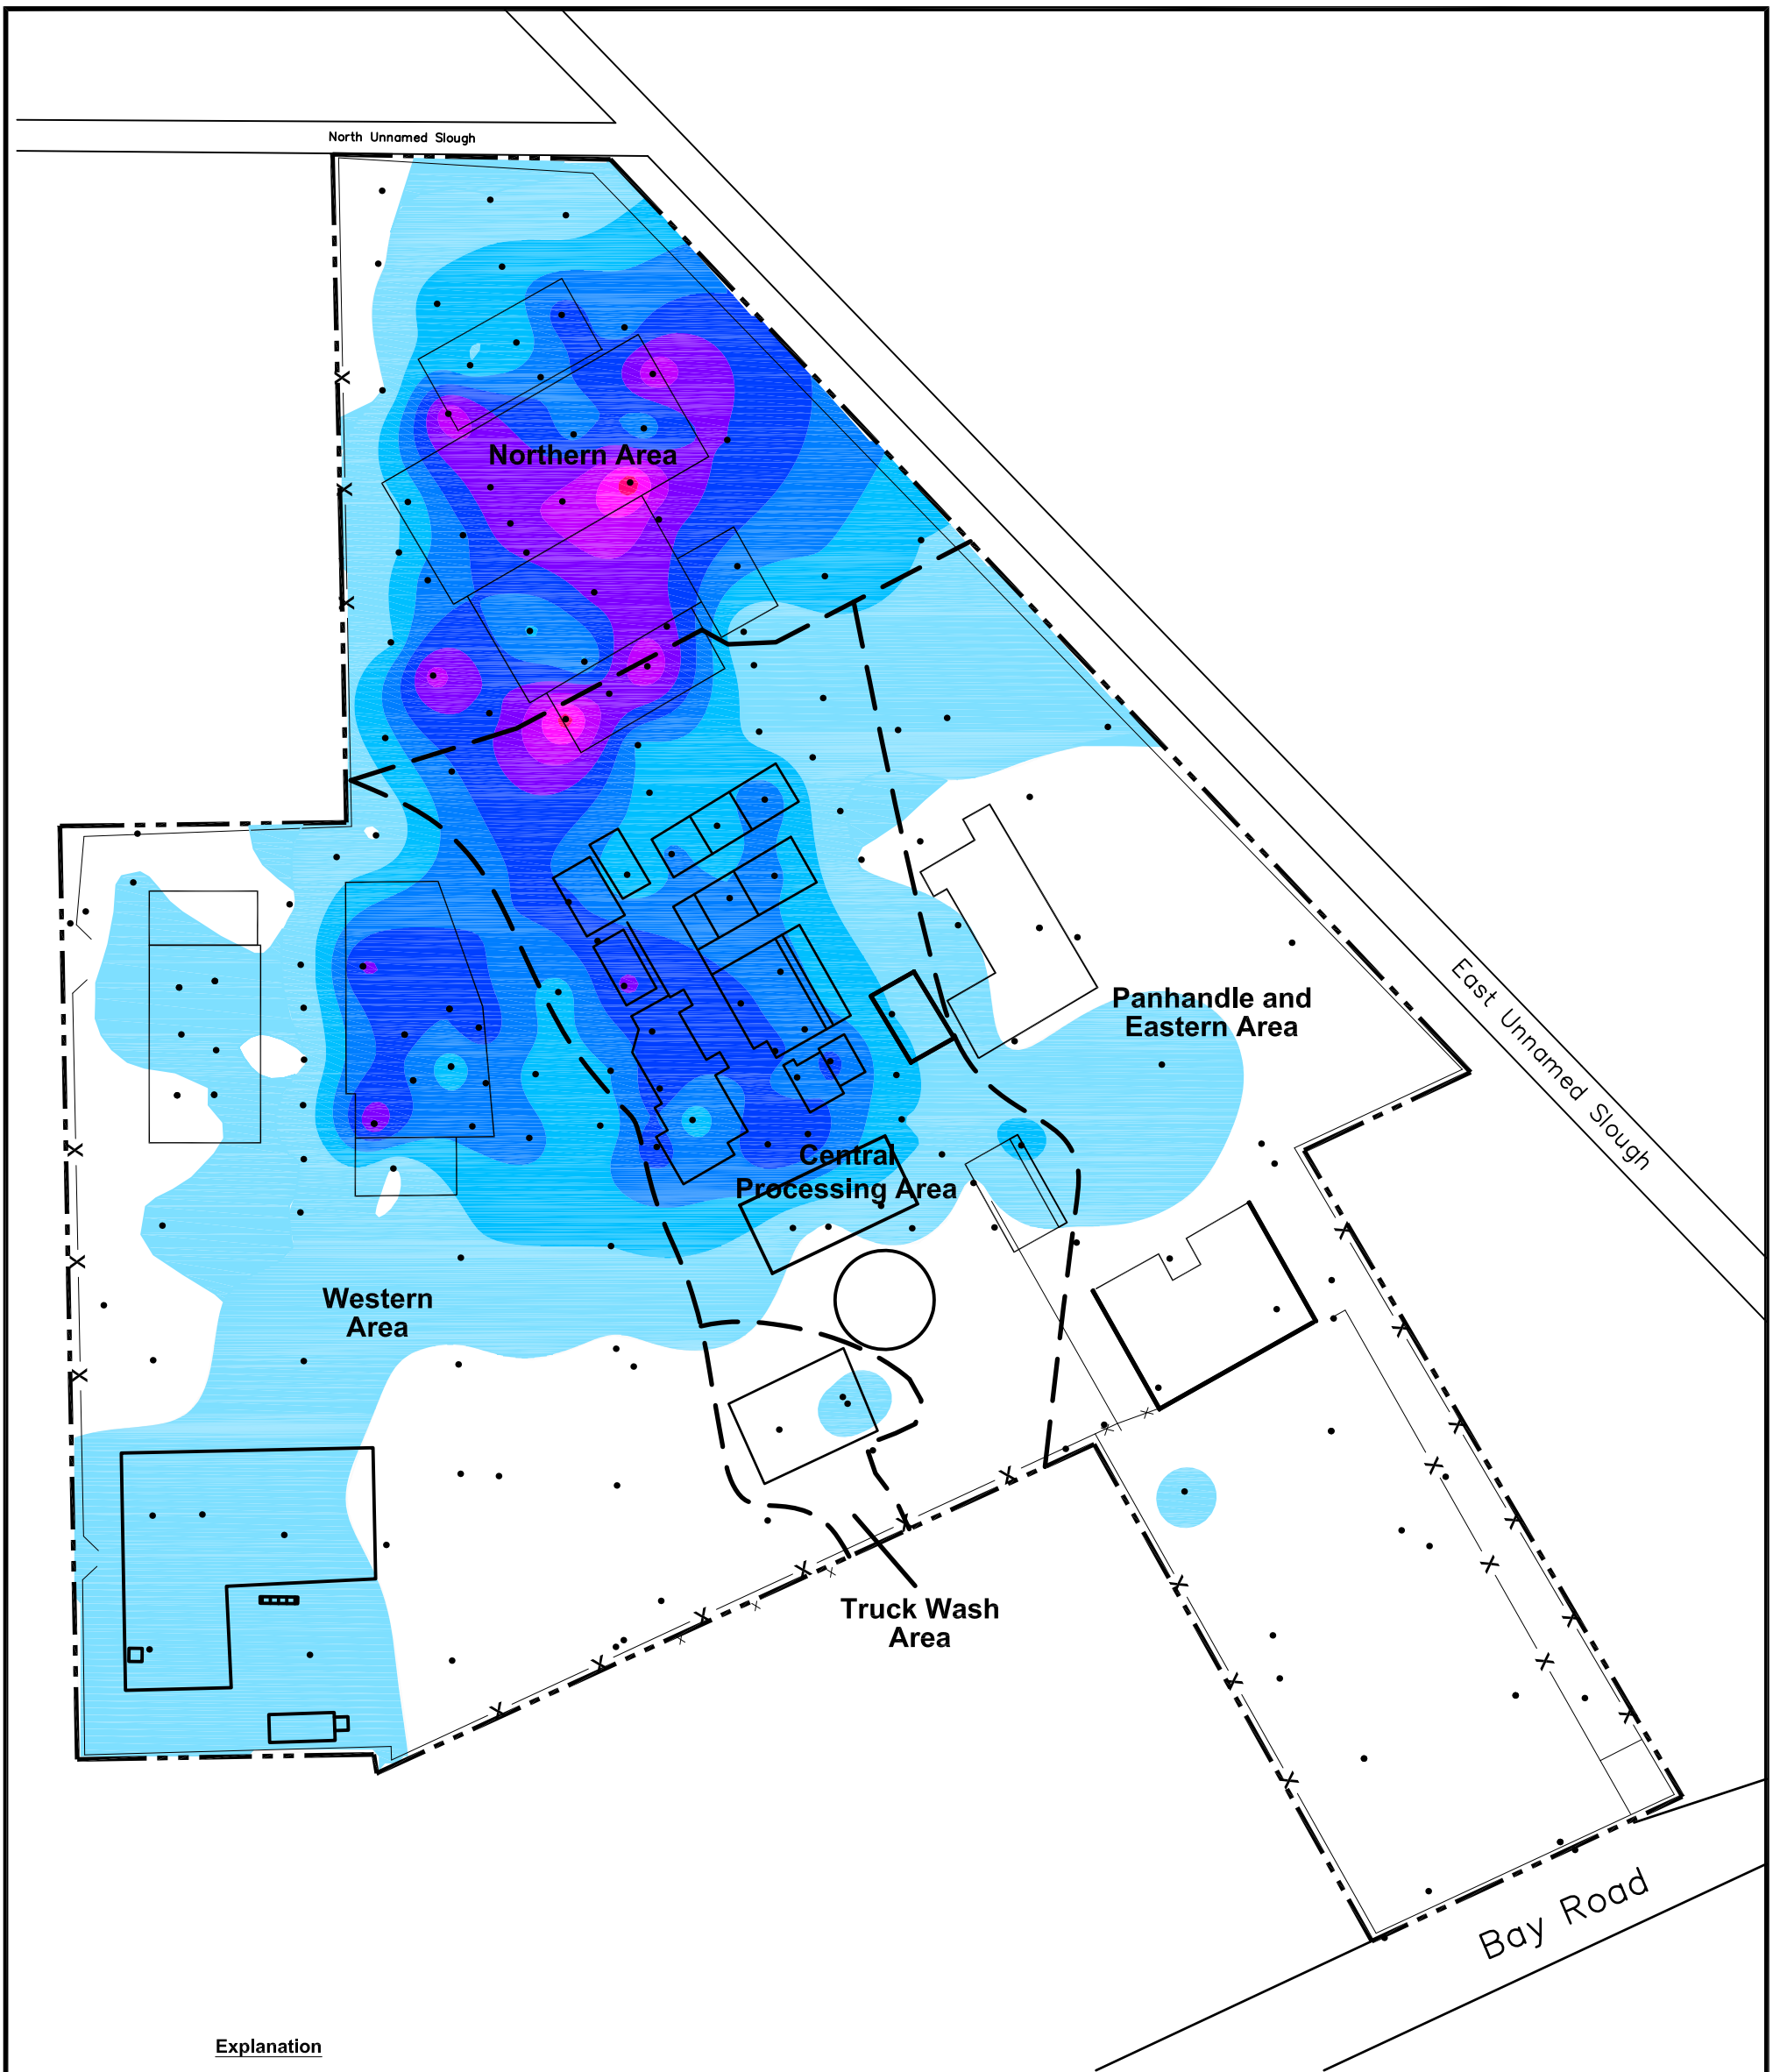 North Unnamed Slough
Northern Area
East Unnamed Slough
Panhandle and
Eastern Area
Central
Processing Area
Western
Area
Truck Wash
Area
Bay Road
Explanation